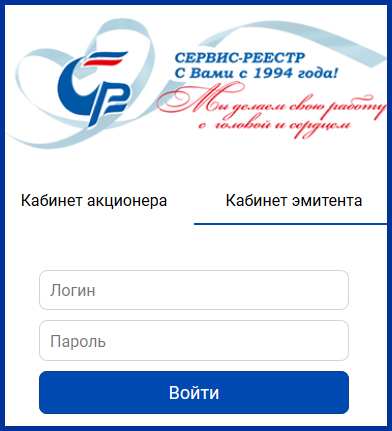 СЕРВИС-РЕЕСТР
С Вами с 1994 года!
Мы делаем свою работу
с головой и сердцем
Кабинет акционера
Кабинет эмитента
Логин
Пароль
Войти